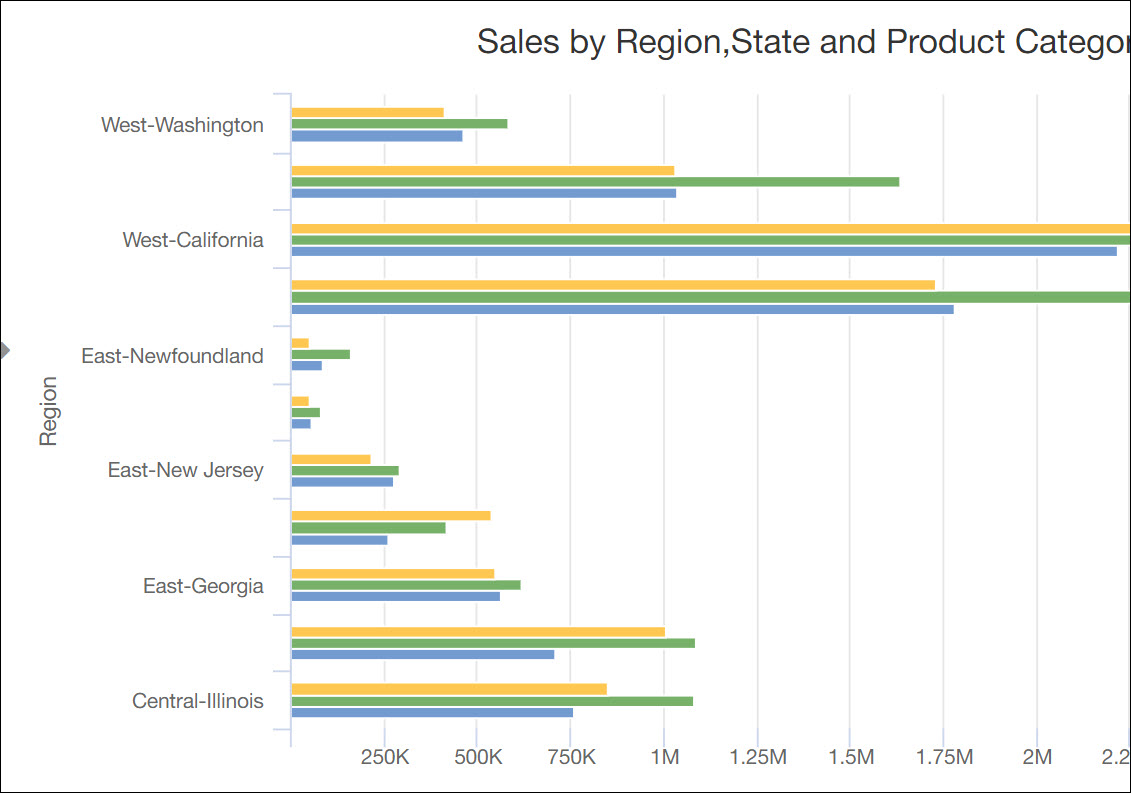 Sales by Region,State and Product Categor
West-Washington
West-California
East-Newfoundland
Region
East-New Jersey
East-Georgia
Central-Illinois
250K 500K 750K 1M 1.25M 1.5M 1.75M 2M 2.2